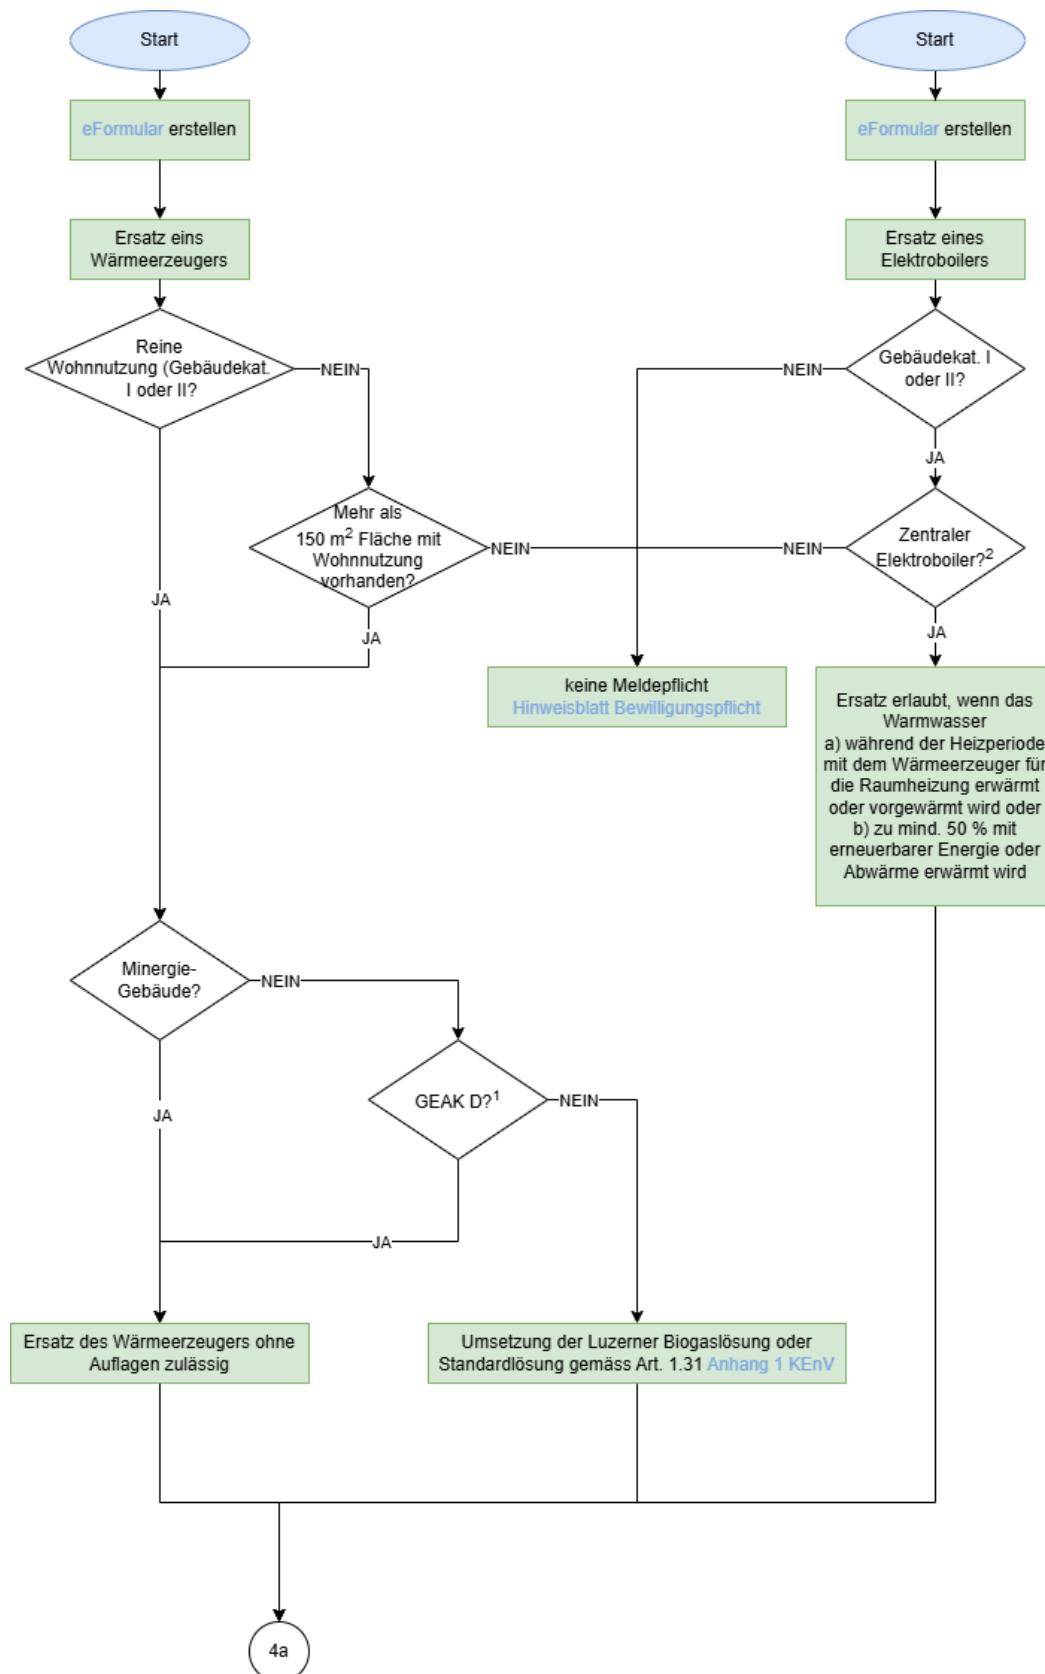 Start
eFormular erstellen
Ersatz eins
Wärmeerzeugers
Reine
Wohnnutzung (Gebäudekat.
I oder II?
NEIN
JA
Mehr als
150 m² Fläche mit
Wohnnutzung
vorhanden?
NEIN
JA
Start
eFormular erstellen
Ersatz eines
Elektroboilers
Gebäudekat. I
oder II?
NEIN
JA
Zentraler
Elektroboiler?²
NEIN
JA
keine Meldepflicht
Hinweisblatt Bewilligungspflicht
Ersatz erlaubt, wenn das
Warmwasser
a) während der Heizperiode
mit dem Wärmeerzeuger für
die Raumheizung erwärmt
oder vorgewärmt wird oder
b) zu mind. 50 % mit
erneuerbarer Energie oder
Abwärme erwärmt wird
Minergie-
Gebäude?
NEIN
JA
GEAK D?¹
NEIN
JA
Ersatz des Wärmeerzeugers ohne
Auflagen zulässig
Umsetzung der Luzerner Biogaslösung oder
Standardlösung gemäss Art. 1.31 Anhang 1 KEnV
4a